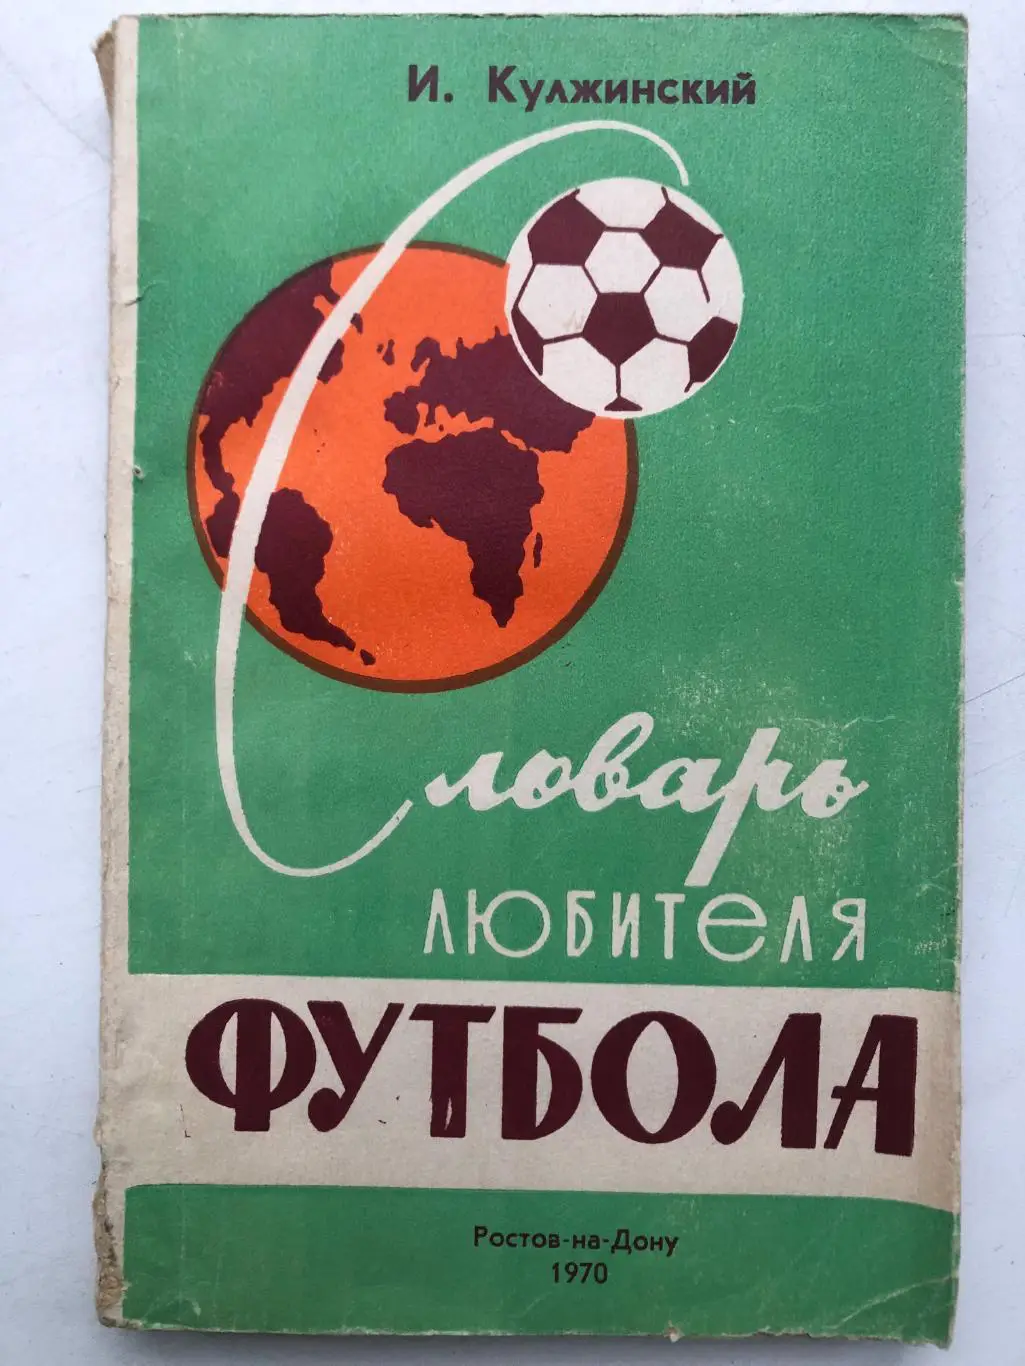 И. Кулжинский
Словарь
ЛЮБИТЕЛЯ
ФУТБОЛА
Ростов-на-Дону
1970